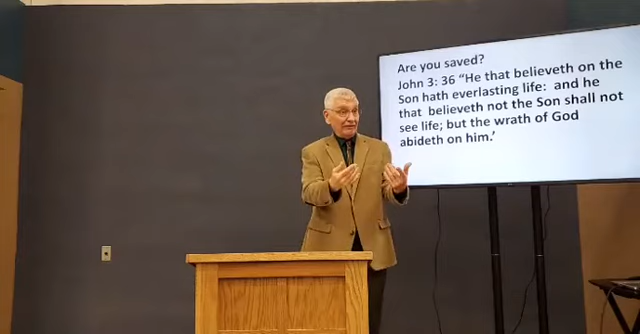 Are you saved?
John 3: 36 “He that believeth on the
Son hath everlasting life:  and he
that  believeth not the Son shall not
see life; but the wrath of God
abideth on him.’